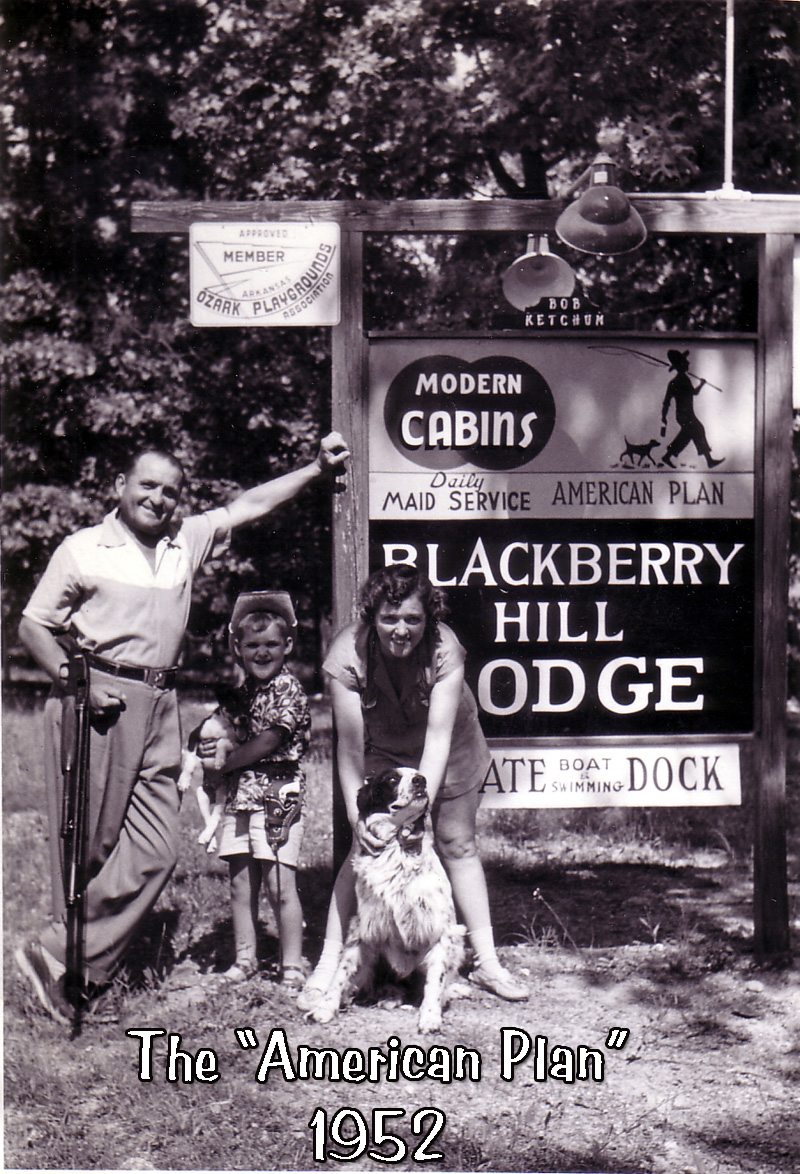 APPROVED
MEMBER
ARKANSAS
OZARK PLAYGROUNDS
ASSOCIATION
BOB
KETCHUM
MODERN
CABINS
Daily
MAID SERVICE AMERICAN PLAN
BLACKBERRY
HILL
ODGE
ATE BOAT & SWIMMING DOCK
The "American Plan"
1952